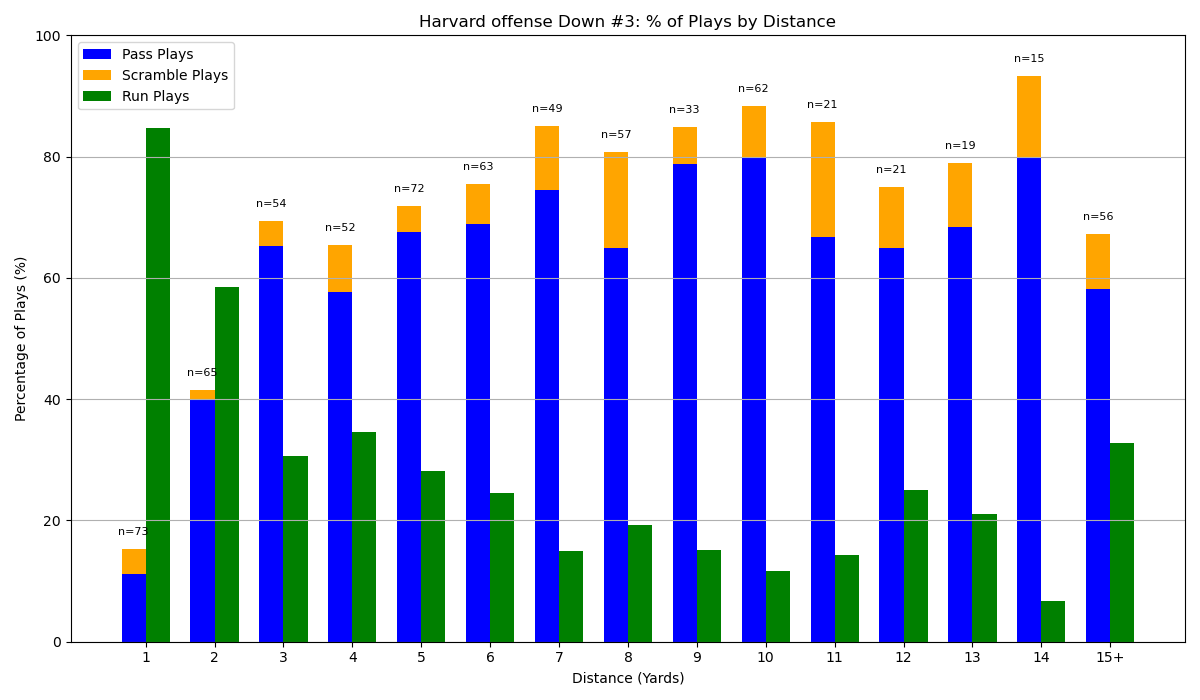 Harvard offense Down #3: % of Plays by Distance
Pass Plays
Scramble Plays
Run Plays
Percentage of Plays (%)
100
80
60
40
20
0
n=73
n=65
n=54
n=52
n=72
n=63
n=49
n=57
n=33
n=62
n=21
n=21
n=19
n=15
n=56
1 2 3 4 5 6 7 8 9 10 11 12 13 14 15+
Distance (Yards)